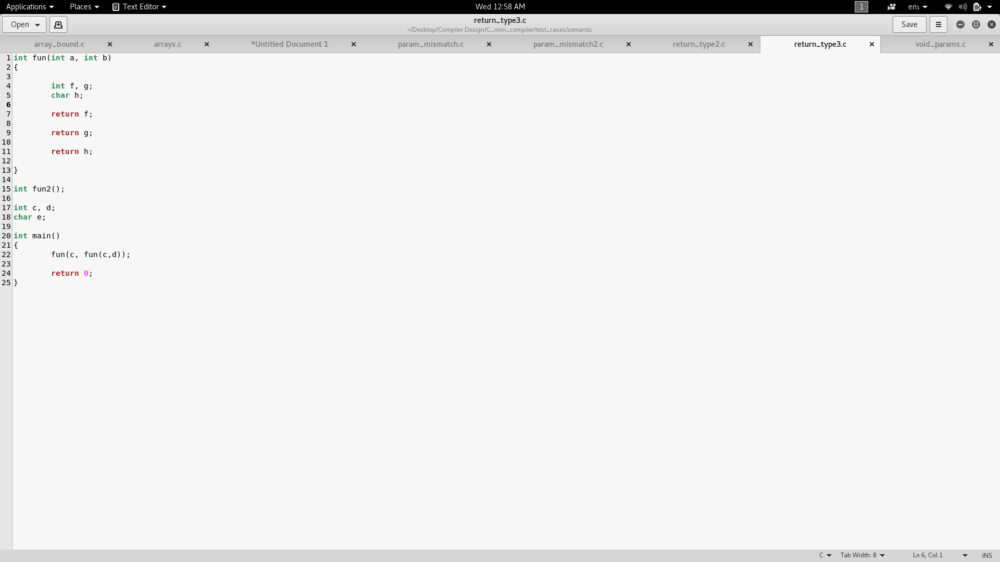 Applications Places Text Editor Wed 12:58 AM 1 en1
Open return_type3.c Save
~/Desktop/Compiler Design/C_mini_compiler/test_cases/semantic
array_bound.c arrays.c *Untitled Document 1 param_mismatch.c param_mismatch2.c return_type2.c return_type3.c void_params.c
1 int fun(int a, int b)
2 {
3
4 int f, g;
5 char h;
6
7 return f;
8
9 return g;
10
11 return h;
12
13 }
14
15 int fun2();
16
17 int c, d;
18 char e;
19
20 int main()
21 {
22 fun(c, fun(c,d));
23
24 return 0;
25 }
C Tab Width: 8 Ln 6, Col 1 INS